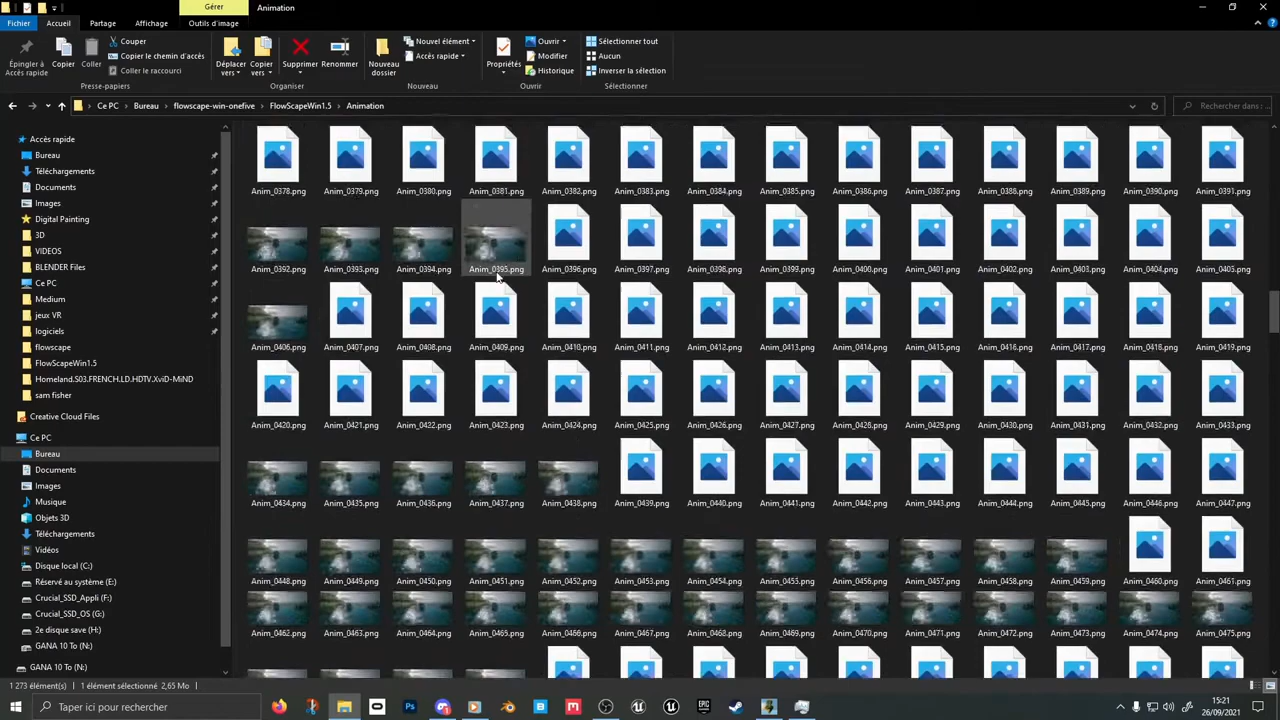 Gérer
Animation
Fichier
Accueil
Partage
Affichage
Outils d'image
Épingler à Accès rapide
Copier
Coller
Couper
Copier le chemin d'accès
Coller le raccourci
Presse-papiers
Déplacer vers
Copier vers
Supprimer
Renommer
Organiser
Nouveau dossier
Nouvel élément
Accès rapide
Nouveau
Propriétés
Ouvrir
Modifier
Historique
Ouvrir
Sélectionner tout
Aucun
Inverser la sélection
Sélectionner
Ce PC > Bureau > flowscape-win-onefive > FlowScapeWin1.5 > Animation
Rechercher dans : ...
Accès rapide
Bureau
Téléchargements
Documents
Images
Digital Painting
3D
VIDEOS
BLENDER Files
Ce PC
Medium
jeux VR
logiciels
flowscape
FlowScapeWin1.5
Homeland.S03.FRENCH.LD.HDTV.XviD-MiND
sam fisher
Creative Cloud Files
Ce PC
Bureau
Documents
Images
Musique
Objets 3D
Téléchargements
Vidéos
Disque local (C:)
Réservé au système (E:)
Crucial_SSD_Appli (F:)
Crucial_SSD_OS (G:)
2e disque save (H:)
GANA 10 To (N:)
GANA 10 To (N:)
Anim_0378.png Anim_0379.png Anim_0380.png Anim_0381.png Anim_0382.png Anim_0383.png Anim_0384.png Anim_0385.png Anim_0386.png Anim_0387.png Anim_0388.png Anim_0389.png Anim_0390.png Anim_0391.png
Anim_0392.png Anim_0393.png Anim_0394.png Anim_0395.png Anim_0396.png Anim_0397.png Anim_0398.png Anim_0399.png Anim_0400.png Anim_0401.png Anim_0402.png Anim_0403.png Anim_0404.png Anim_0405.png
Anim_0406.png Anim_0407.png Anim_0408.png Anim_0409.png Anim_0410.png Anim_0411.png Anim_0412.png Anim_0413.png Anim_0414.png Anim_0415.png Anim_0416.png Anim_0417.png Anim_0418.png Anim_0419.png
Anim_0420.png Anim_0421.png Anim_0422.png Anim_0423.png Anim_0424.png Anim_0425.png Anim_0426.png Anim_0427.png Anim_0428.png Anim_0429.png Anim_0430.png Anim_0431.png Anim_0432.png Anim_0433.png
Anim_0434.png Anim_0435.png Anim_0436.png Anim_0437.png Anim_0438.png Anim_0439.png Anim_0440.png Anim_0441.png Anim_0442.png Anim_0443.png Anim_0444.png Anim_0445.png Anim_0446.png Anim_0447.png
Anim_0448.png Anim_0449.png Anim_0450.png Anim_0451.png Anim_0452.png Anim_0453.png Anim_0454.png Anim_0455.png Anim_0456.png Anim_0457.png Anim_0458.png Anim_0459.png Anim_0460.png Anim_0461.png
Anim_0462.png Anim_0463.png Anim_0464.png Anim_0465.png Anim_0466.png Anim_0467.png Anim_0468.png Anim_0469.png Anim_0470.png Anim_0471.png Anim_0472.png Anim_0473.png Anim_0474.png Anim_0475.png
1 273 élément(s) 1 élément sélectionné 2,65 Mo
Taper ici pour rechercher
15:21
26/09/2021